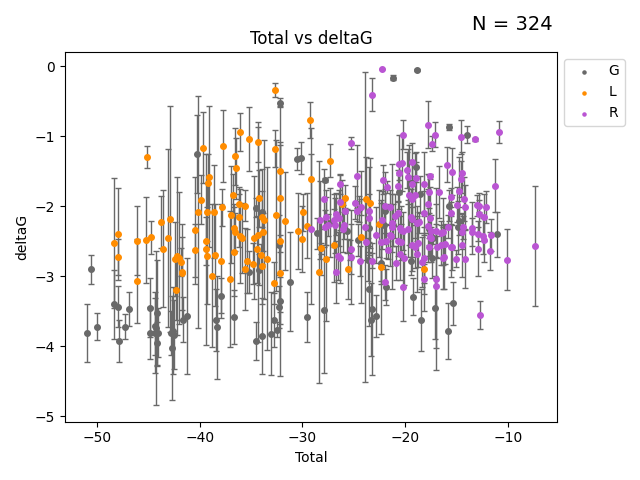 N = 324
Total vs deltaG
G
L
R
deltaG
0
−1
−2
−3
−4
−5
−50 −40 −30 −20 −10
Total